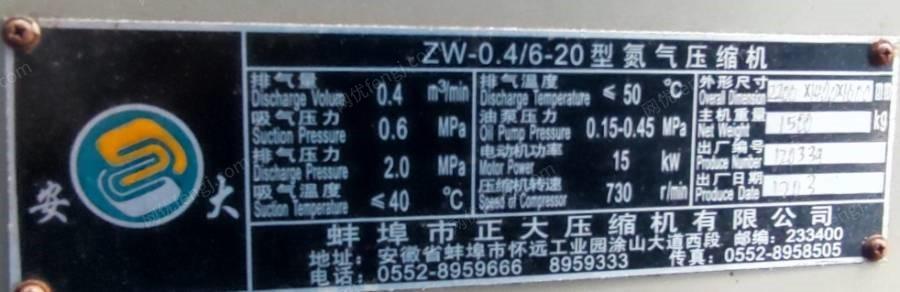 ZW-0.4/6-20型氮气压缩机
排气量 Discharge Volum 0.4 m³/min
吸气压力 Suction Pressure 0.6 MPa
排气压力 Discharge Pressure 2.0 MPa
吸气温度 Suction Temperature ≤40 ℃
排气温度 Discharge Temperature ≤50 ℃
油泵压力 Oil Pump Pressure 0.15-0.45 MPa
电动机功率 Motor Power 15 kw
压缩机转速 Speed of Compressor 730 r/min
外形尺寸 Overall Dimension
主机重量 Net Weight 1500 kg
出厂编号 Produce Number
出厂日期 Produce Date 1203
安大
蚌埠市正大压缩机有限公司
地址：安徽省蚌埠市怀远工业园涂山大道西段 邮编：233400
电话：0552-8959666 8959333 传真：0552-8958505